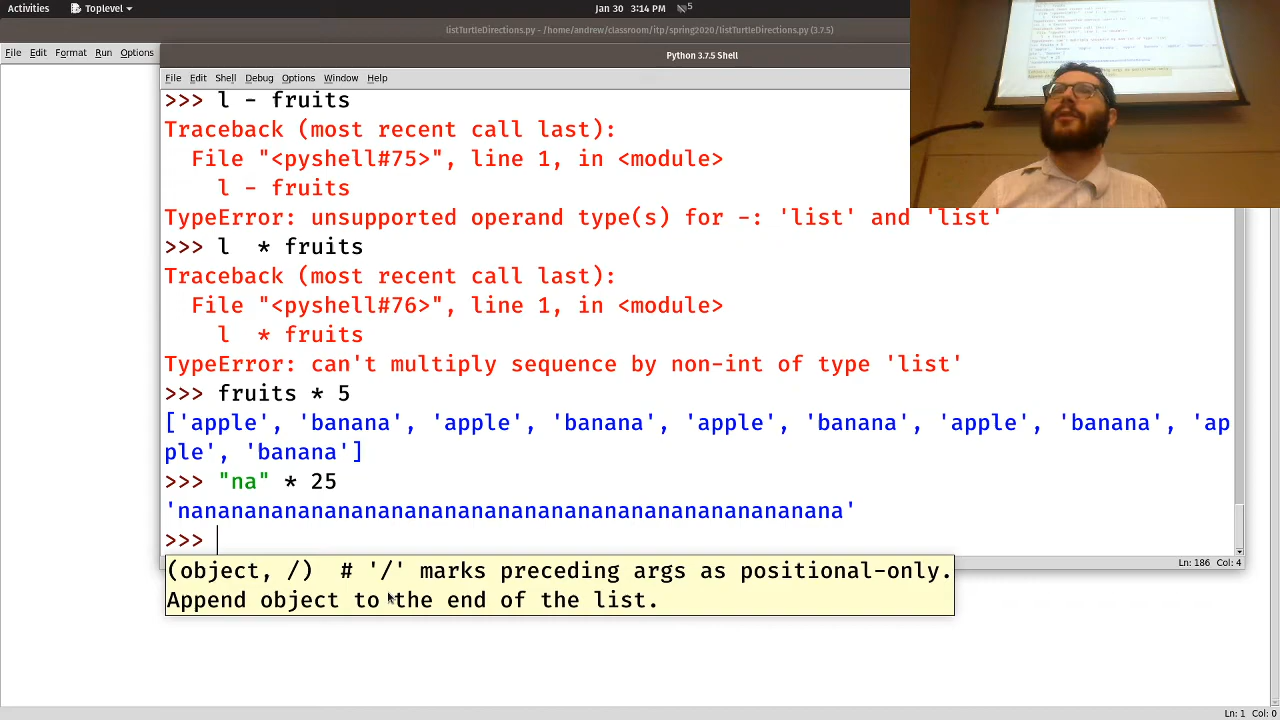 Activities
Toplevel
Jan 30 3:14 PM
5
listTurtleDirections.py - /home/andrew/
/spring2020/listTurtleDirections.py (3.7.5)
Python 3.7.5 Shell
File Edit Format Run Options
File Edit Shell Debug Options Window Help
>>> l - fruits
Traceback (most recent call last):
  File "<pyshell#75>", line 1, in <module>
    l - fruits
TypeError: unsupported operand type(s) for -: 'list' and 'list'
>>> l  * fruits
Traceback (most recent call last):
  File "<pyshell#76>", line 1, in <module>
    l  * fruits
TypeError: can't multiply sequence by non-int of type 'list'
>>> fruits * 5
['apple', 'banana', 'apple', 'banana', 'apple', 'banana', 'apple', 'banana', 'ap
ple', 'banana']
>>> "na" * 25
'nananananananananananananananananananananananananana'
>>>
Ln: 186 Col: 4
(object, /)  # '/' marks preceding args as positional-only.
Append object to the end of the list.
Ln: 1 Col: 0